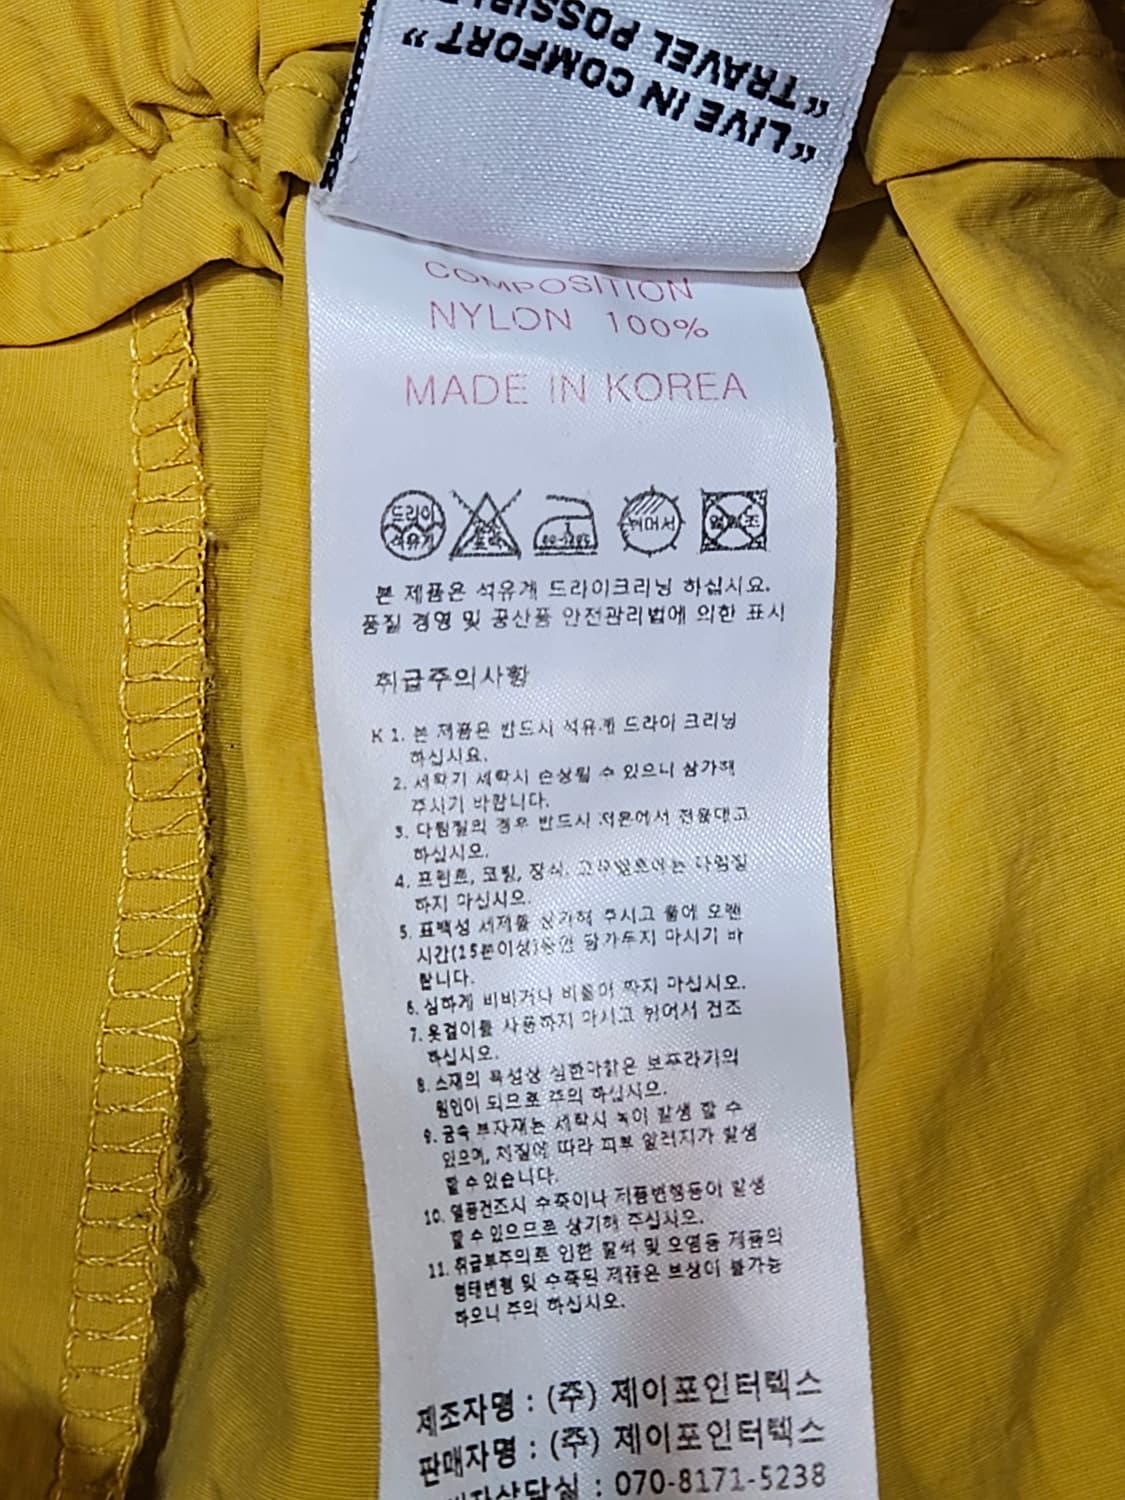 “LIVE IN COMFORT”
“TRAVEL
COMPOSITION
NYLON 100%
MADE IN KOREA
드라이
석유계
80~120℃
뉘어서
본 제품은 석유계 드라이크리닝 하십시요.
품질 경영 및 공산품 안전관리법에 의한 표시
취급주의사항
K 1. 본 제품은 반드시 석유계 드라이 크리닝
하십시요.
2. 세탁기 세탁시 손상될 수 있으니 삼가해
주시기 바랍니다.
3. 다림질의 경우 반드시 저온에서 전용대고
하십시오.
4. 프린트, 코팅, 장식, 고무벨트에는 다림질
하지 마십시오.
5. 표백성 세제를 삼가해 주시고 물에 오랜
시간(15분이상)동안 담가두지 마시기 바
랍니다.
6. 심하게 비비거나 비틀어 짜지 마십시오.
7. 옷걸이를 사용하지 마시고 뉘어서 건조
하십시오.
8. 소재의 특성상 심한마찰은 보푸라기의
원인이 되므로 주의 하십시오.
9. 금속 부자재는 세탁시 녹이 발생 할 수
있으며, 체질에 따라 피부 알러지가 발생
할 수 있습니다.
10. 열풍건조시 수축이나 제품변형등이 발생
할 수 있으므로 삼가해 주십시오.
11. 취급부주의로 인한 탈색 및 오염등 제품의
형태변형 및 수축된 제품은 보상이 불가능
하오니 주의 하십시오.
제조자명 : (주) 제이포인터텍스
판매자명 : (주) 제이포인터텍스
070-8171-5238